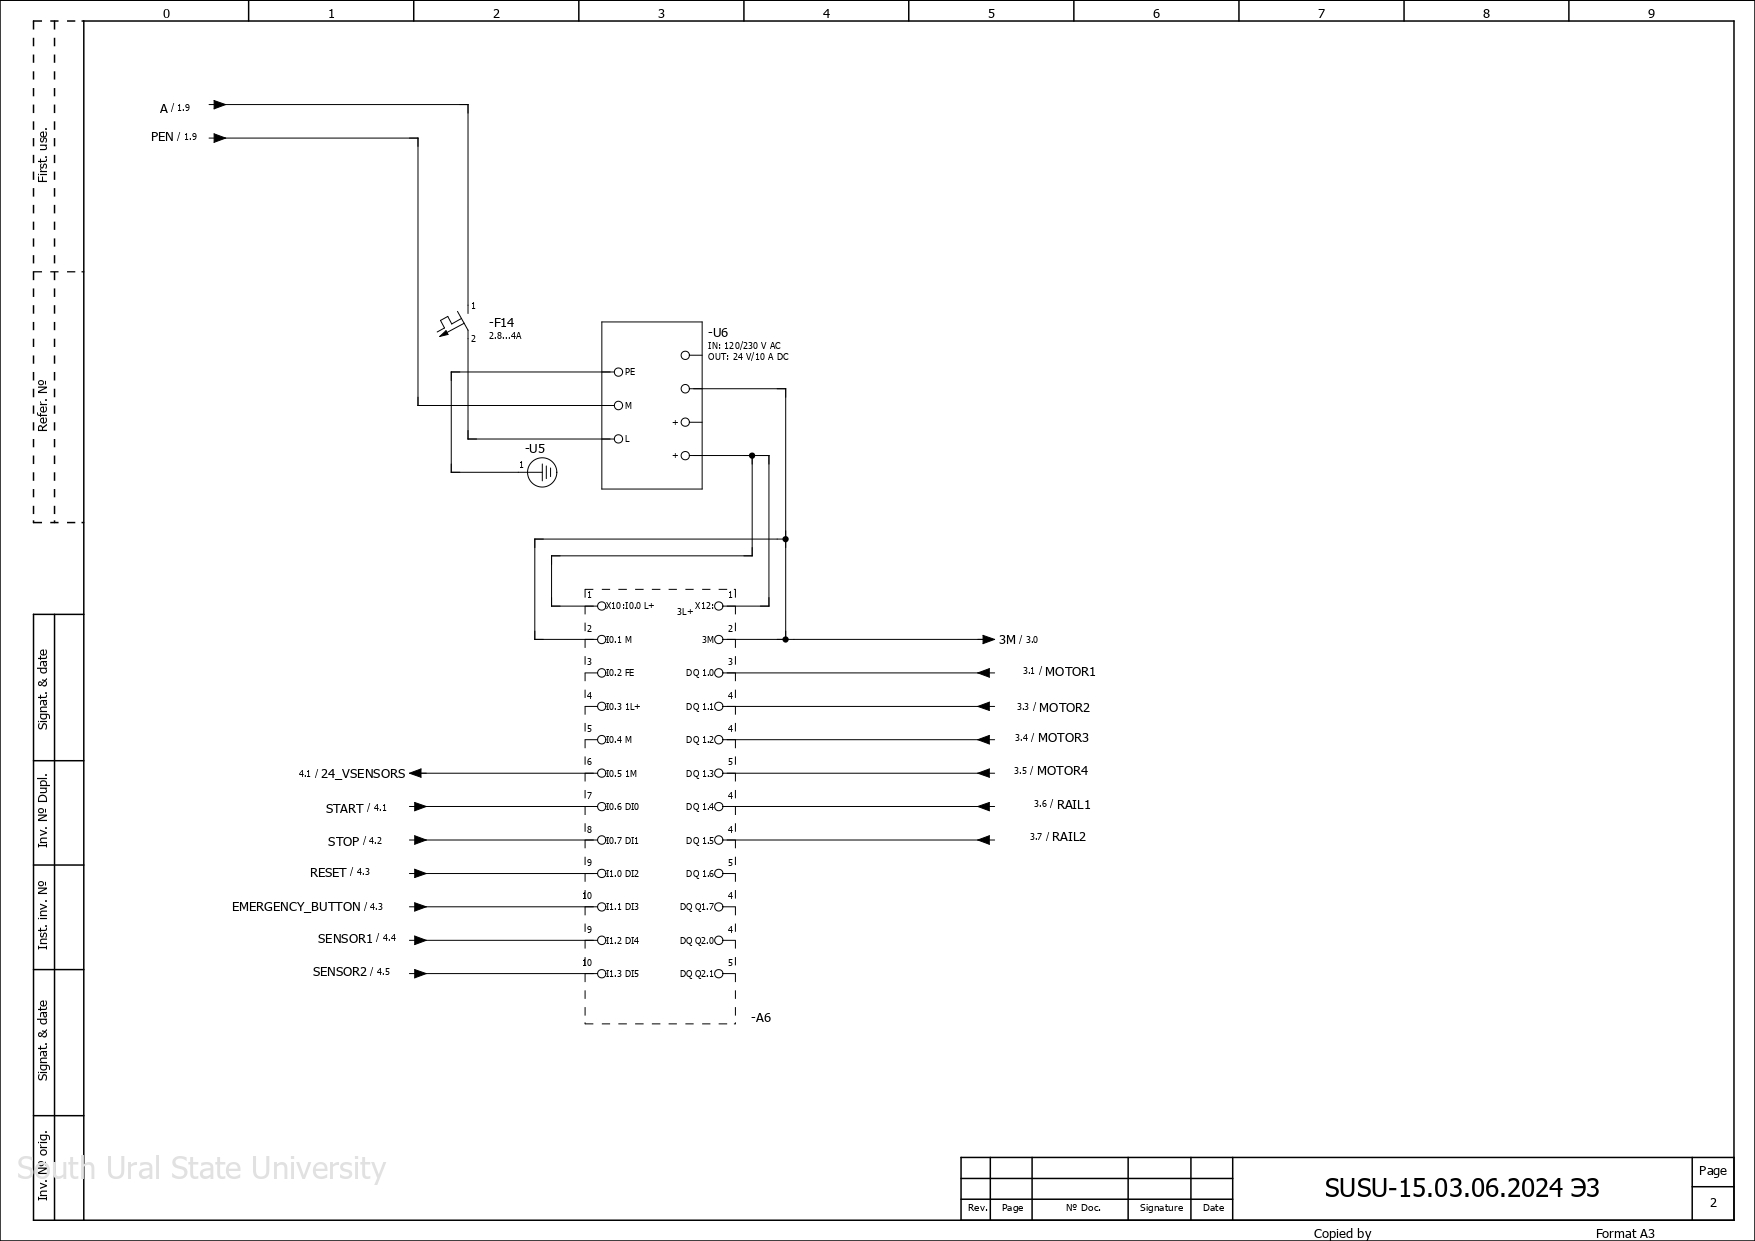 0 1 2 3 4 5 6 7 8 9
A / 1.9
PEN / 1.9
First. use.
Refer. №
1
-F14
2.8...4A
2
-U6
IN: 120/230 V AC
OUT: 24 V/10 A DC
PE
M
+
L
-U5
1
+
1 X10:I0.0 L+ 3L+ X12: 1
2 I0.1 M 3M 2 3M / 3.0
3 I0.2 FE DQ 1.0 3 3.1 / MOTOR1
4 I0.3 1L+ DQ 1.1 4 3.3 / MOTOR2
5 I0.4 M DQ 1.2 4 3.4 / MOTOR3
4.1 / 24_VSENSORS 6 I0.5 1M DQ 1.3 5 3.5 / MOTOR4
START / 4.1 7 I0.6 DI0 DQ 1.4 4 3.6 / RAIL1
STOP / 4.2 8 I0.7 DI1 DQ 1.5 4 3.7 / RAIL2
RESET / 4.3 9 I1.0 DI2 DQ 1.6 5
EMERGENCY_BUTTON / 4.3 10 I1.1 DI3 DQ Q1.7 4
SENSOR1 / 4.4 9 I1.2 DI4 DQ Q2.0 4
SENSOR2 / 4.5 10 I1.3 DI5 DQ Q2.1 5
-A6
Signat. & date
Inv. № Dupl.
Inst. inv. №
Signat. & date
Inv. № orig.
South Ural State University
Rev. Page № Doc. Signature Date
SUSU-15.03.06.2024 Э3
Page
2
Copied by Format A3